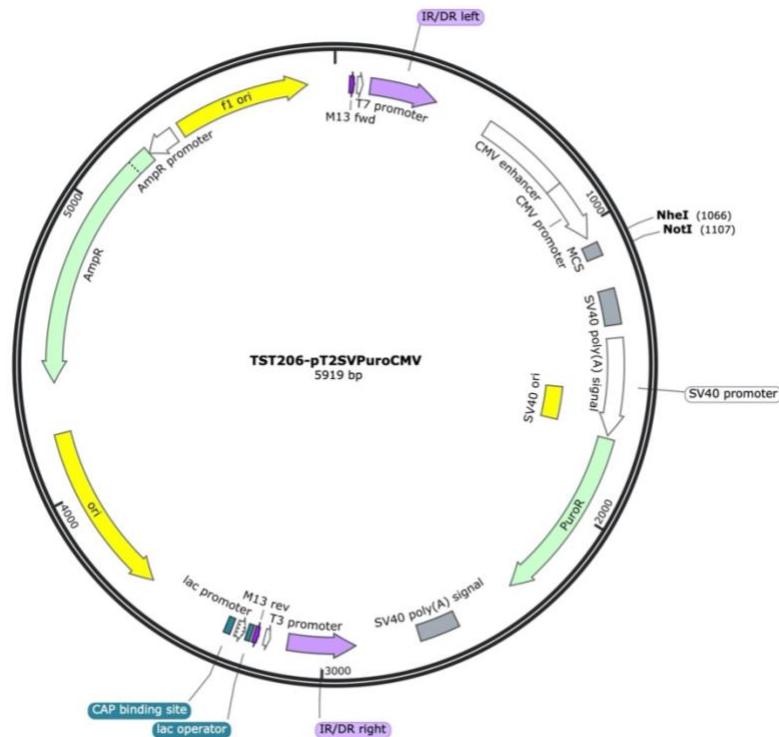 IR/DR left
f1 ori
T7 promoter
M13 fwd
AmpR promoter
CMV enhancer
CMV promoter
1000
5000
NheI (1066)
NotI (1107)
MCS
AmpR
SV40 poly(A) signal
TST206-pT2SVPuroCMV
5919 bp
SV40 ori
SV40 promoter
PuroR
2000
4000
ori
lac promoter
M13 rev
T3 promoter
SV40 poly(A) signal
3000
CAP binding site
lac operator
IR/DR right